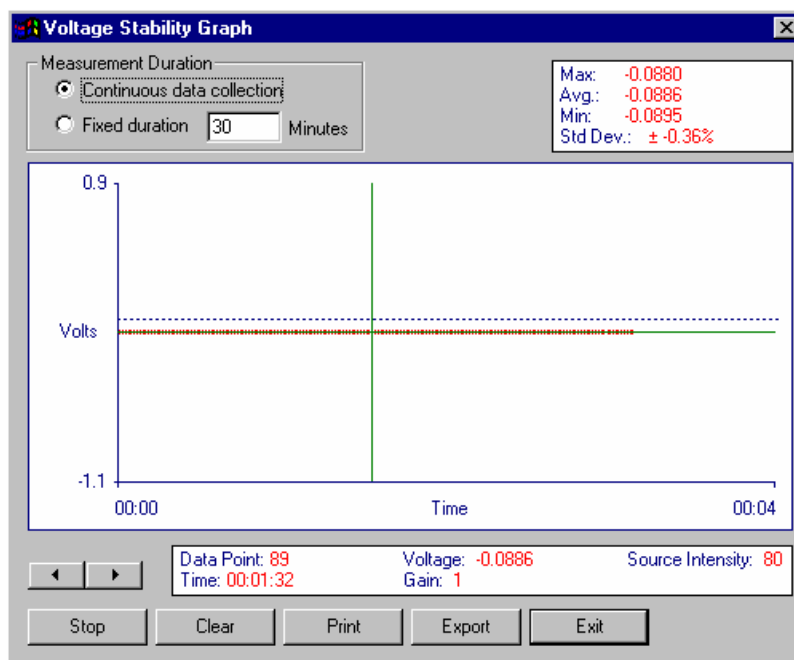 Voltage Stability Graph
Measurement Duration
Continuous data collection
Fixed duration 30 Minutes
Max: -0.0880
Avg.: -0.0886
Min: -0.0895
Std Dev.: ± -0.36%
0.9
Volts
-1.1
00:00 Time 00:04
Data Point: 89 Voltage: -0.0886 Source Intensity: 80
Time: 00:01:32 Gain: 1
Stop Clear Print Export Exit